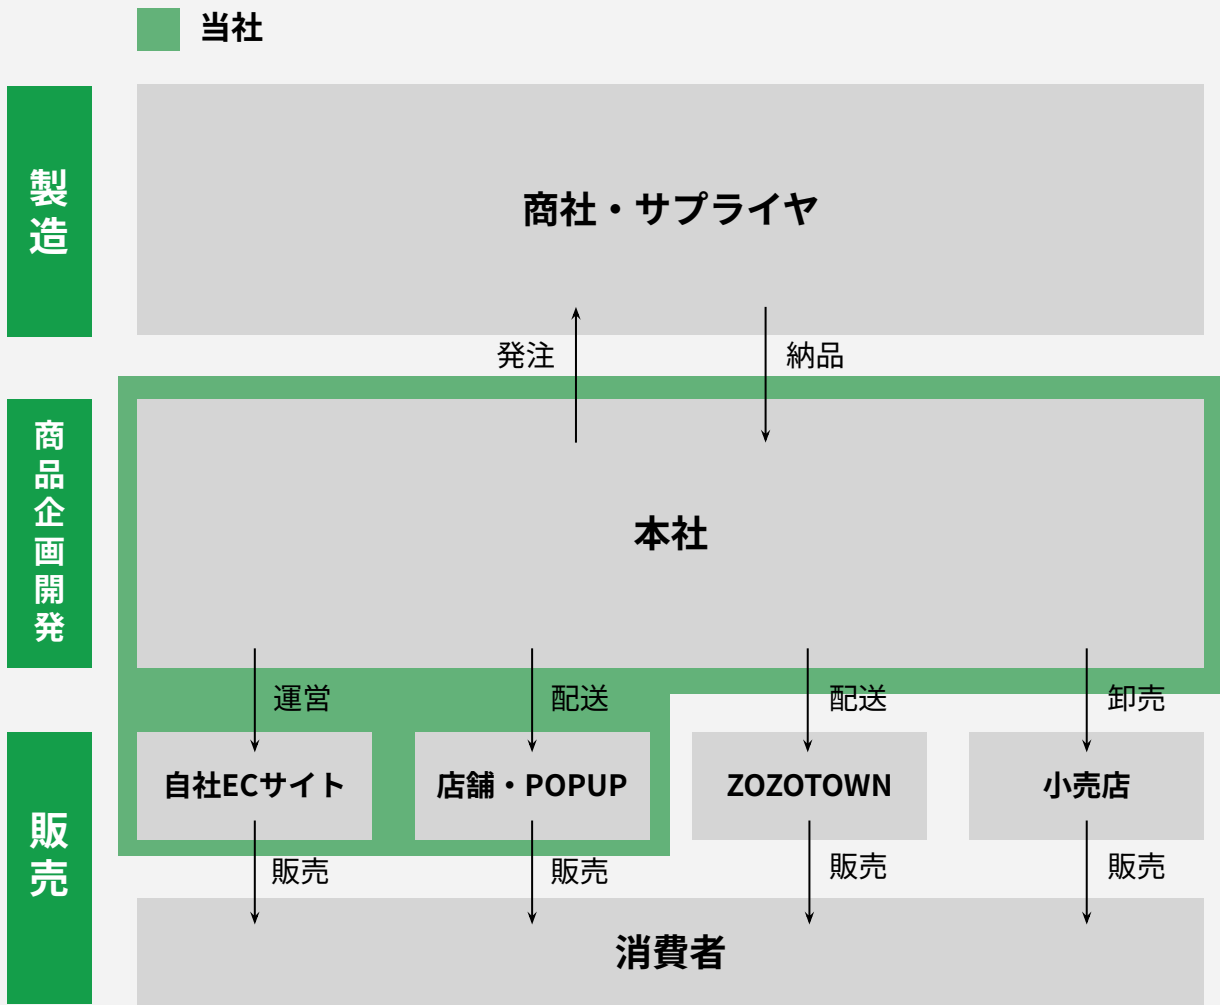 当社
製造
商社・サプライヤ
発注
納品
商品企画開発
本社
運営
配送
配送
卸売
販売
自社ECサイト
店舗・POPUP
ZOZOTOWN
小売店
販売
販売
販売
販売
消費者